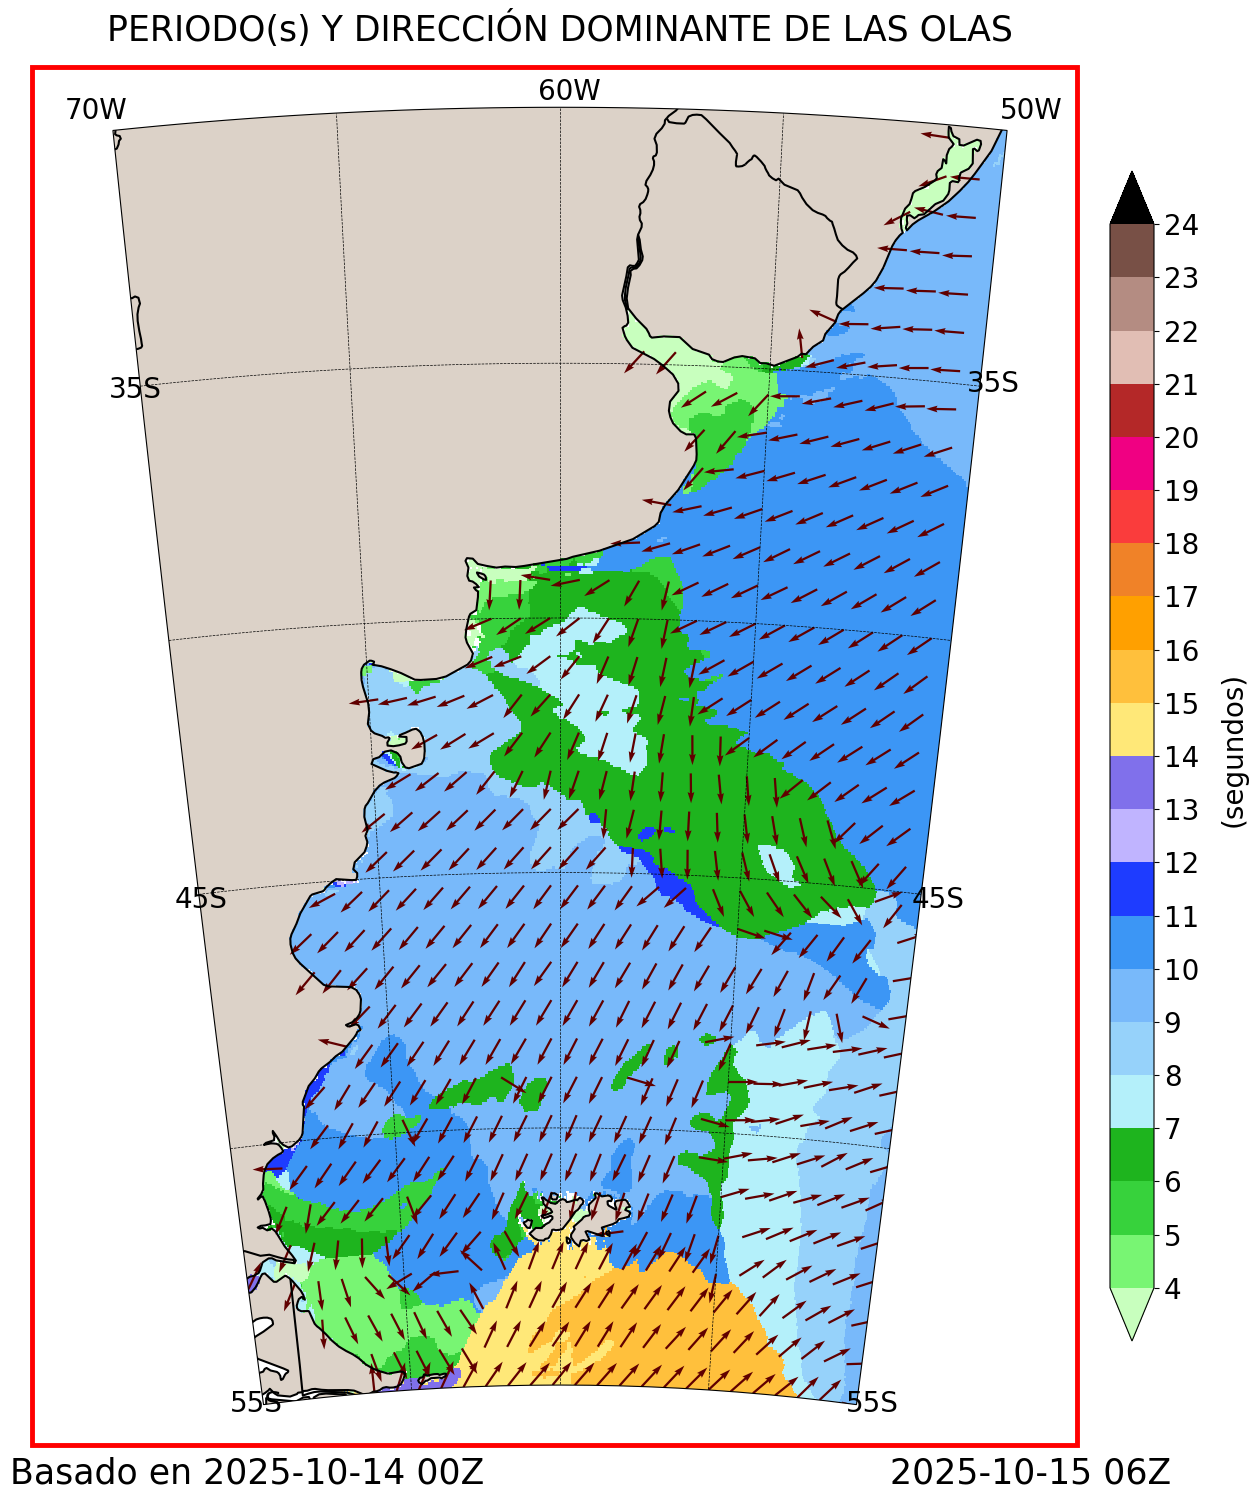 PERIODO(s) Y DIRECCIÓN DOMINANTE DE LAS OLAS
70W
60W
50W
35S
35S
45S
45S
55S
55S
24
23
22
21
20
19
18
17
16
15
14
13
12
11
10
9
8
7
6
5
4
(segundos)
Basado en 2025-10-14 00Z
2025-10-15 06Z